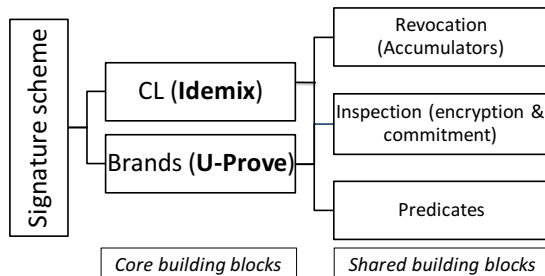 Signature scheme
CL (Idemix)
Brands (U-Prove)
Revocation
(Accumulators)
Inspection (encryption &
commitment)
Predicates
Core building blocks
Shared building blocks